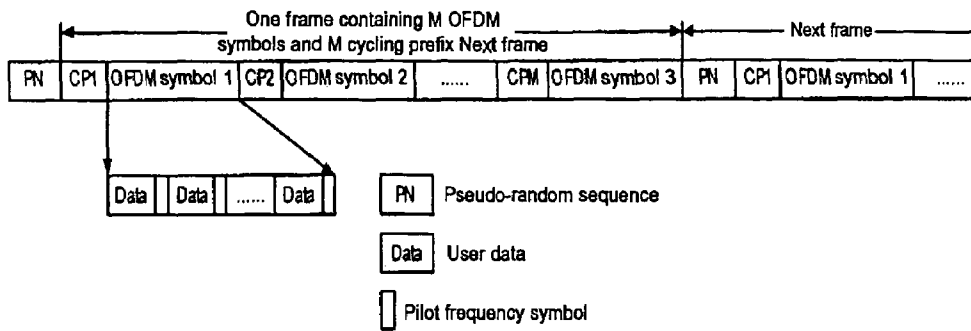 One frame containing M OFDM
symbols and M cycling prefix Next frame
Next frame
PN CP1 OFDM symbol 1 CP2 OFDM symbol 2 ...... CPM OFDM symbol 3 PN CP1 OFDM symbol 1 ......
Data Data ...... Data
PN Pseudo-random sequence
Data User data
Pilot frequency symbol